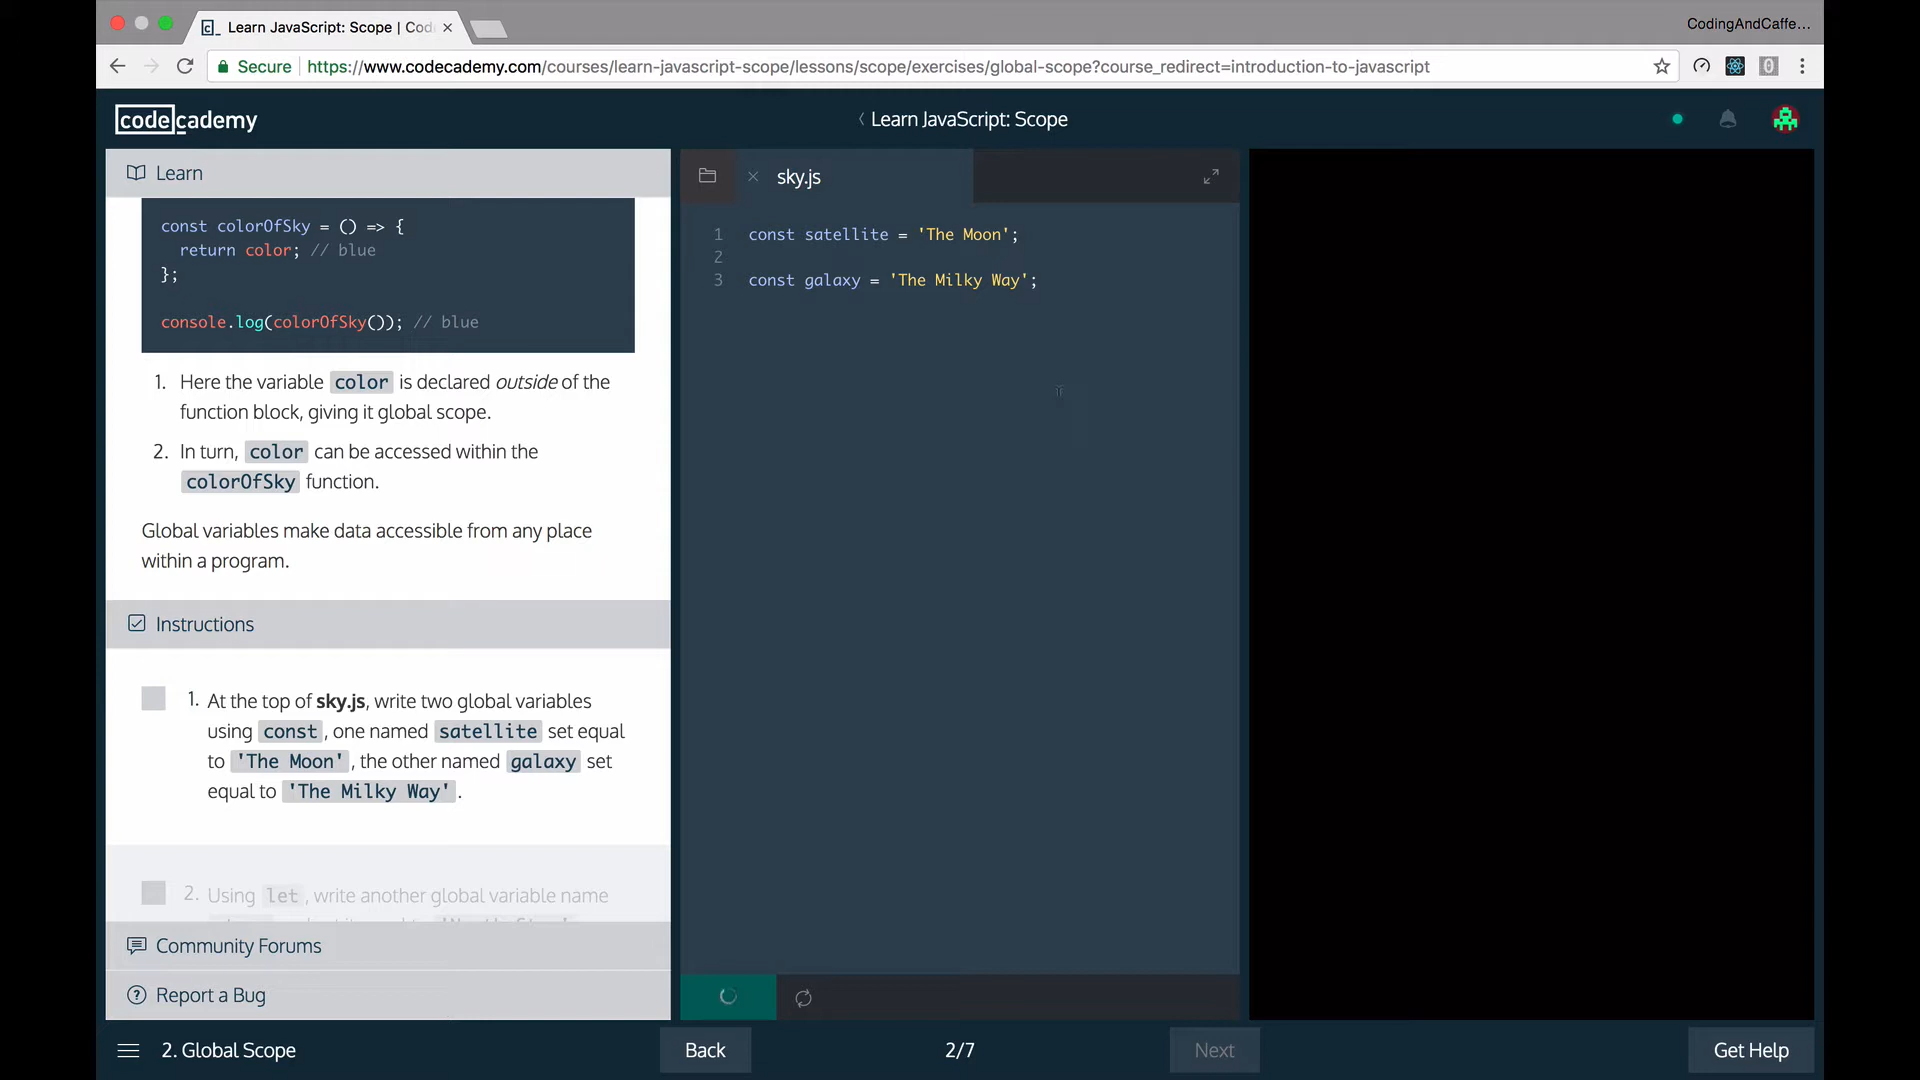 Learn JavaScript: Scope | Cod
CodingAndCaffe...
Secure
https://www.codecademy.com/courses/learn-javascript-scope/lessons/scope/exercises/global-scope?course_redirect=introduction-to-javascript
codecademy
Learn JavaScript: Scope
Learn
const colorOfSky = () => {
return color; // blue
};
console.log(colorOfSky()); // blue
1. Here the variable color is declared outside of the
function block, giving it global scope.
2. In turn, color can be accessed within the
colorOfSky function.
Global variables make data accessible from any place
within a program.
Instructions
1. At the top of sky.js, write two global variables
using const, one named satellite set equal
to 'The Moon', the other named galaxy set
equal to 'The Milky Way'.
2. Using let, write another global variable name
Community Forums
Report a Bug
sky.js
1 const satellite = 'The Moon';
2
3 const galaxy = 'The Milky Way';
2. Global Scope
Back
2/7
Next
Get Help